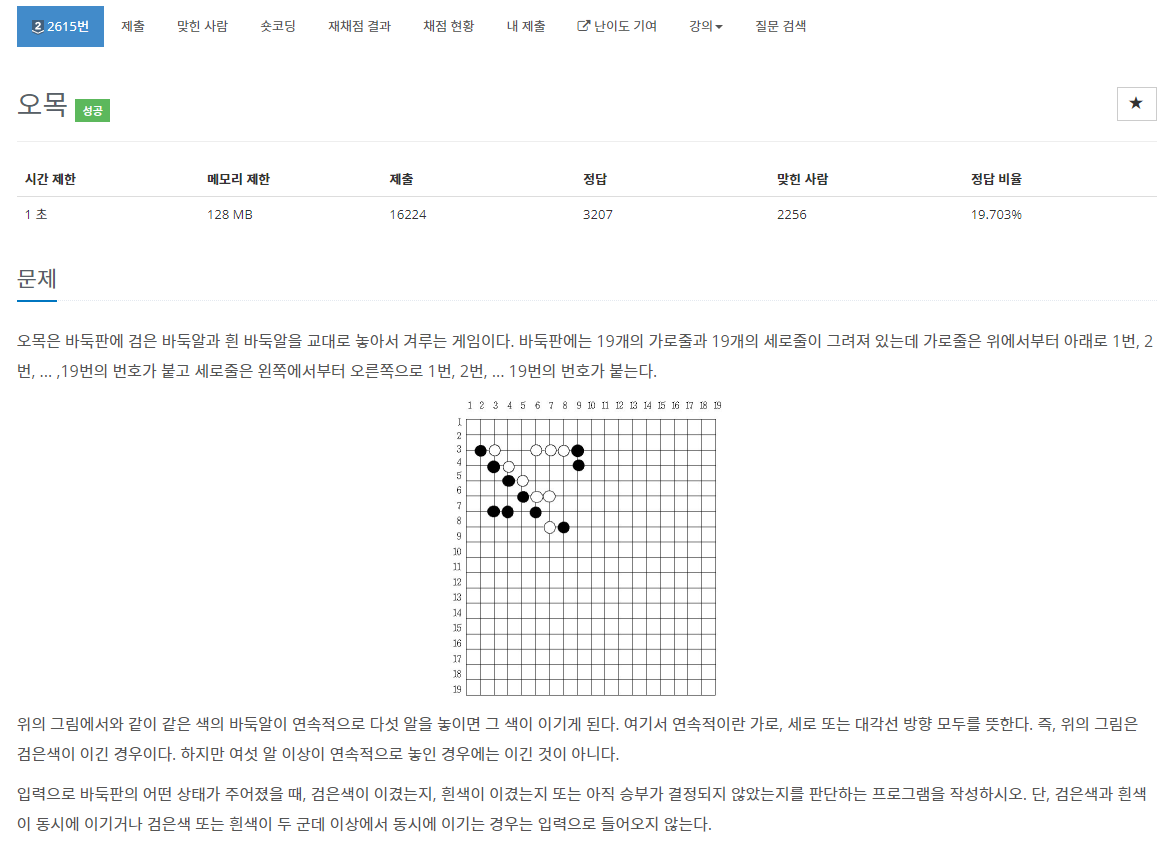 2 2615번 제출 맞힌 사람 숏코딩 재채점 결과 채점 현황 내 제출 난이도 기여 강의 질문 검색
오목 성공
★
시간 제한 메모리 제한 제출 정답 맞힌 사람 정답 비율
1 초 128 MB 16224 3207 2256 19.703%
문제
오목은 바둑판에 검은 바둑알과 흰 바둑알을 교대로 놓아서 겨루는 게임이다. 바둑판에는 19개의 가로줄과 19개의 세로줄이 그려져 있는데 가로줄은 위에서부터 아래로 1번, 2
번, ... ,19번의 번호가 붙고 세로줄은 왼쪽에서부터 오른쪽으로 1번, 2번, ... 19번의 번호가 붙는다.
1 2 3 4 5 6 7 8 9 10 11 12 13 14 15 16 17 18 19
1
2
3
4
5
6
7
8
9
10
11
12
13
14
15
16
17
18
19
위의 그림에서와 같이 같은 색의 바둑알이 연속적으로 다섯 알을 놓이면 그 색이 이기게 된다. 여기서 연속적이란 가로, 세로 또는 대각선 방향 모두를 뜻한다. 즉, 위의 그림은
검은색이 이긴 경우이다. 하지만 여섯 알 이상이 연속적으로 놓인 경우에는 이긴 것이 아니다.
입력으로 바둑판의 어떤 상태가 주어졌을 때, 검은색이 이겼는지, 흰색이 이겼는지 또는 아직 승부가 결정되지 않았는지를 판단하는 프로그램을 작성하시오. 단, 검은색과 흰색
이 동시에 이기거나 검은색 또는 흰색이 두 군데 이상에서 동시에 이기는 경우는 입력으로 들어오지 않는다.